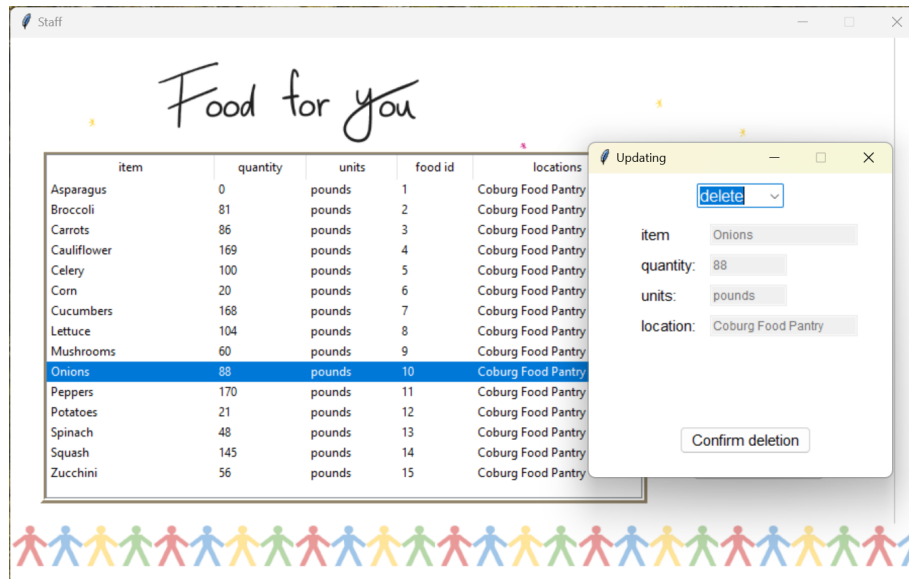 Staff
Food for you
item quantity units food id locations
Asparagus 0 pounds 1 Coburg Food Pantry
Broccoli 81 pounds 2 Coburg Food Pantry
Carrots 86 pounds 3 Coburg Food Pantry
Cauliflower 169 pounds 4 Coburg Food Pantry
Celery 100 pounds 5 Coburg Food Pantry
Corn 20 pounds 6 Coburg Food Pantry
Cucumbers 168 pounds 7 Coburg Food Pantry
Lettuce 104 pounds 8 Coburg Food Pantry
Mushrooms 60 pounds 9 Coburg Food Pantry
Onions 88 pounds 10 Coburg Food Pantry
Peppers 170 pounds 11 Coburg Food Pantry
Potatoes 21 pounds 12 Coburg Food Pantry
Spinach 48 pounds 13 Coburg Food Pantry
Squash 145 pounds 14 Coburg Food Pantry
Zucchini 56 pounds 15 Coburg Food Pantry
Updating
delete
item Onions
quantity: 88
units: pounds
location: Coburg Food Pantry
Confirm deletion